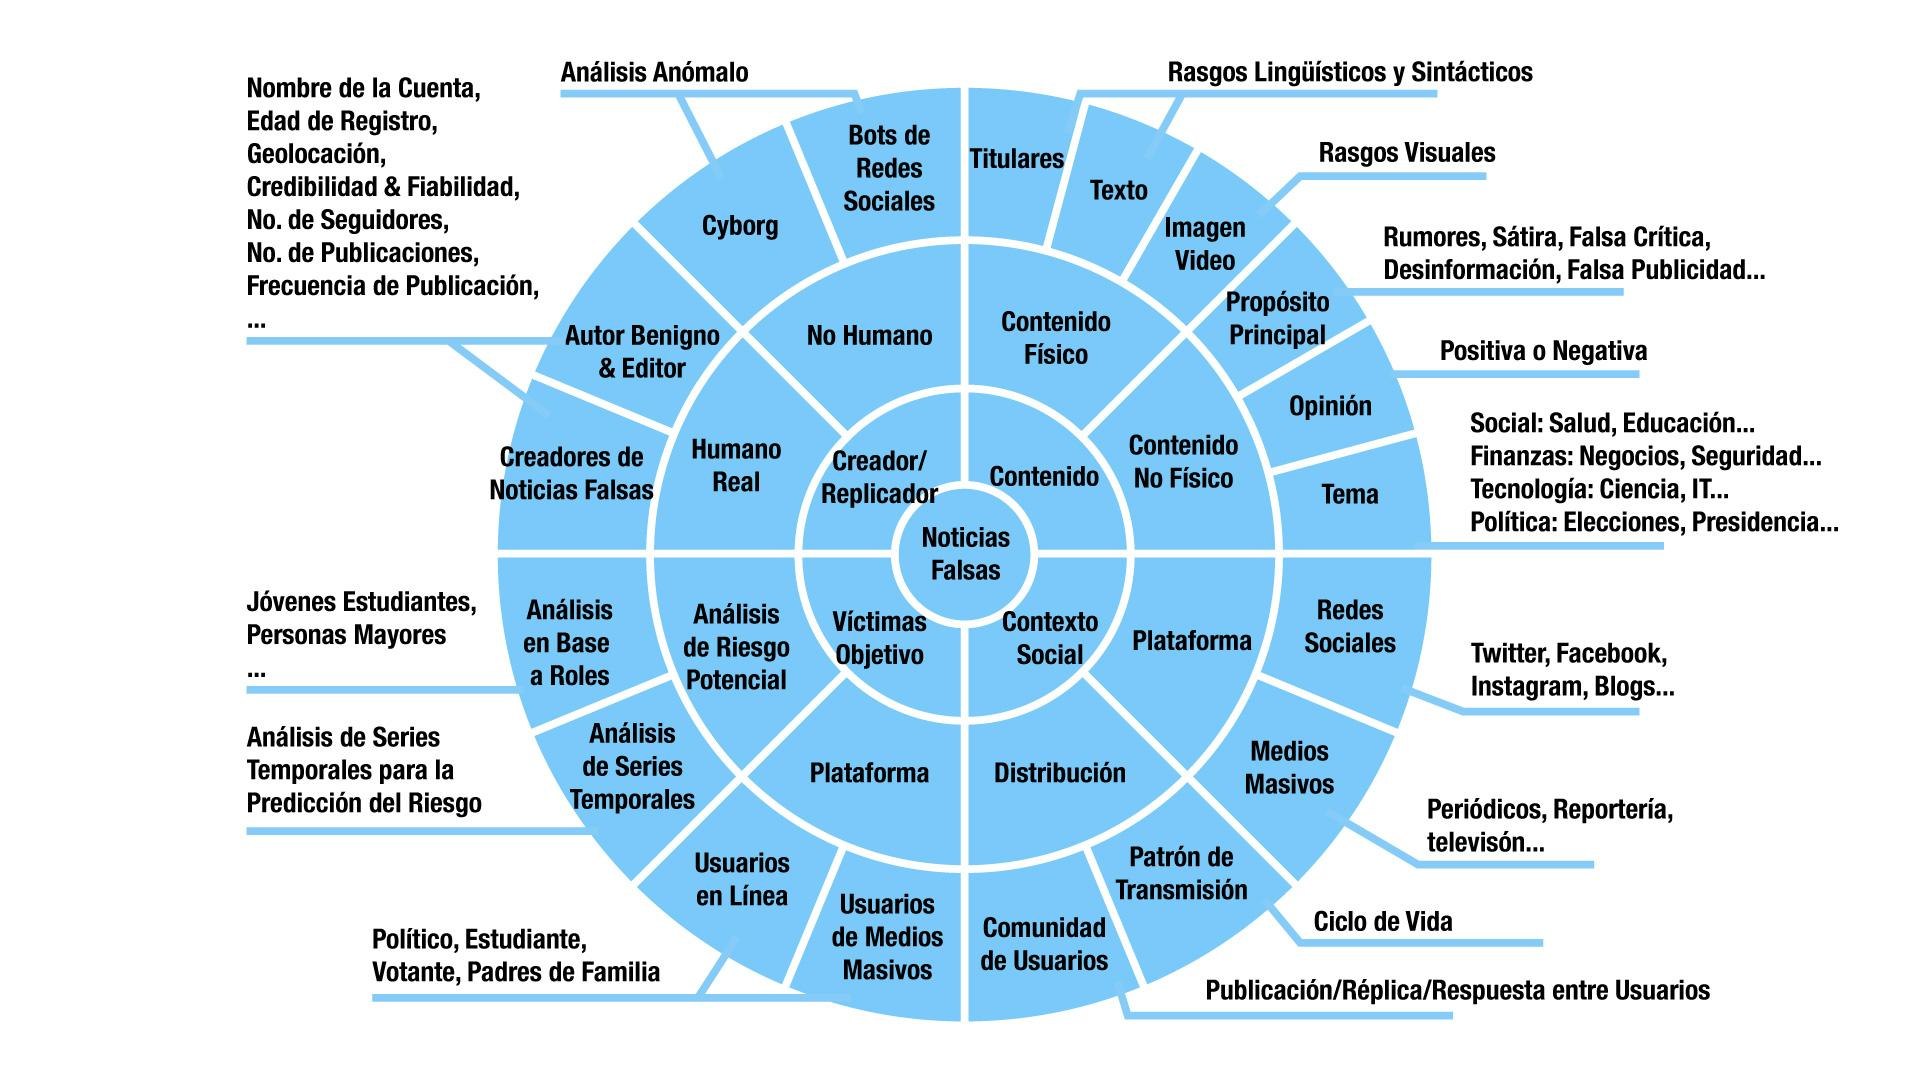 Análisis Anómalo
Rasgos Lingüísticos y Sintácticos
Nombre de la Cuenta,
Edad de Registro,
Geolocación,
Credibilidad & Fiabilidad,
No. de Seguidores,
No. de Publicaciones,
Frecuencia de Publicación,
...
Rasgos Visuales
Rumores, Sátira, Falsa Crítica,
Desinformación, Falsa Publicidad...
Positiva o Negativa
Social: Salud, Educación...
Finanzas: Negocios, Seguridad...
Tecnología: Ciencia, IT...
Política: Elecciones, Presidencia...
Bots de
Redes
Sociales
Titulares
Texto
Imagen
Video
Cyborg
Propósito
Principal
Autor Benigno
& Editor
No Humano
Contenido
Físico
Opinión
Creadores de
Noticias Falsas
Humano
Real
Creador/
Replicador
Contenido
Contenido
No Físico
Tema
Noticias
Falsas
Análisis
en Base
a Roles
Análisis
de Riesgo
Potencial
Víctimas
Objetivo
Contexto
Social
Plataforma
Redes
Sociales
Análisis
de Series
Temporales
Plataforma
Distribución
Medios
Masivos
Usuarios
en Línea
Usuarios
de Medios
Masivos
Comunidad
de Usuarios
Patrón de
Transmisión
Jóvenes Estudiantes,
Personas Mayores
...
Análisis de Series
Temporales para la
Predicción del Riesgo
Político, Estudiante,
Votante, Padres de Familia
Twitter, Facebook,
Instagram, Blogs...
Periódicos, Reportería,
televisón...
Ciclo de Vida
Publicación/Réplica/Respuesta entre Usuarios